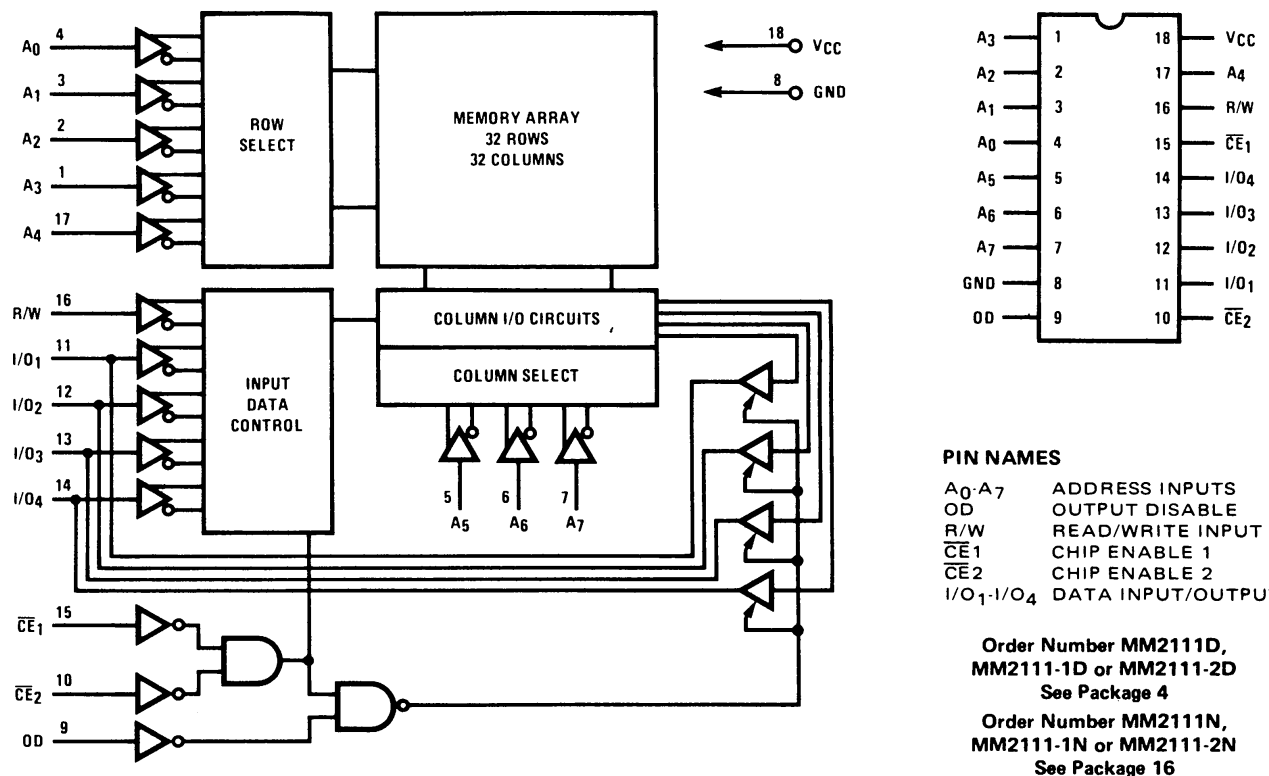 A0 4
A1 3
A2 2
A3 1
A4 17
ROW
SELECT
MEMORY ARRAY
32 ROWS
32 COLUMNS
18 VCC
8 GND
R/W 16
I/O1 11
I/O2 12
I/O3 13
I/O4 14
INPUT
DATA
CONTROL
COLUMN I/O CIRCUITS
COLUMN SELECT
5 6 7
A5 A6 A7
C̅E̅1 15
C̅E̅2 10
OD 9
A3 1 18 VCC
A2 2 17 A4
A1 3 16 R/W
A0 4 15 C̅E̅1
A5 5 14 I/O4
A6 6 13 I/O3
A7 7 12 I/O2
GND 8 11 I/O1
OD 9 10 C̅E̅2
PIN NAMES
A0-A7 ADDRESS INPUTS
OD OUTPUT DISABLE
R/W READ/WRITE INPUT
C̅E̅1 CHIP ENABLE 1
C̅E̅2 CHIP ENABLE 2
I/O1-I/O4 DATA INPUT/OUTPU
Order Number MM2111D,
MM2111-1D or MM2111-2D
See Package 4
Order Number MM2111N,
MM2111-1N or MM2111-2N
See Package 16